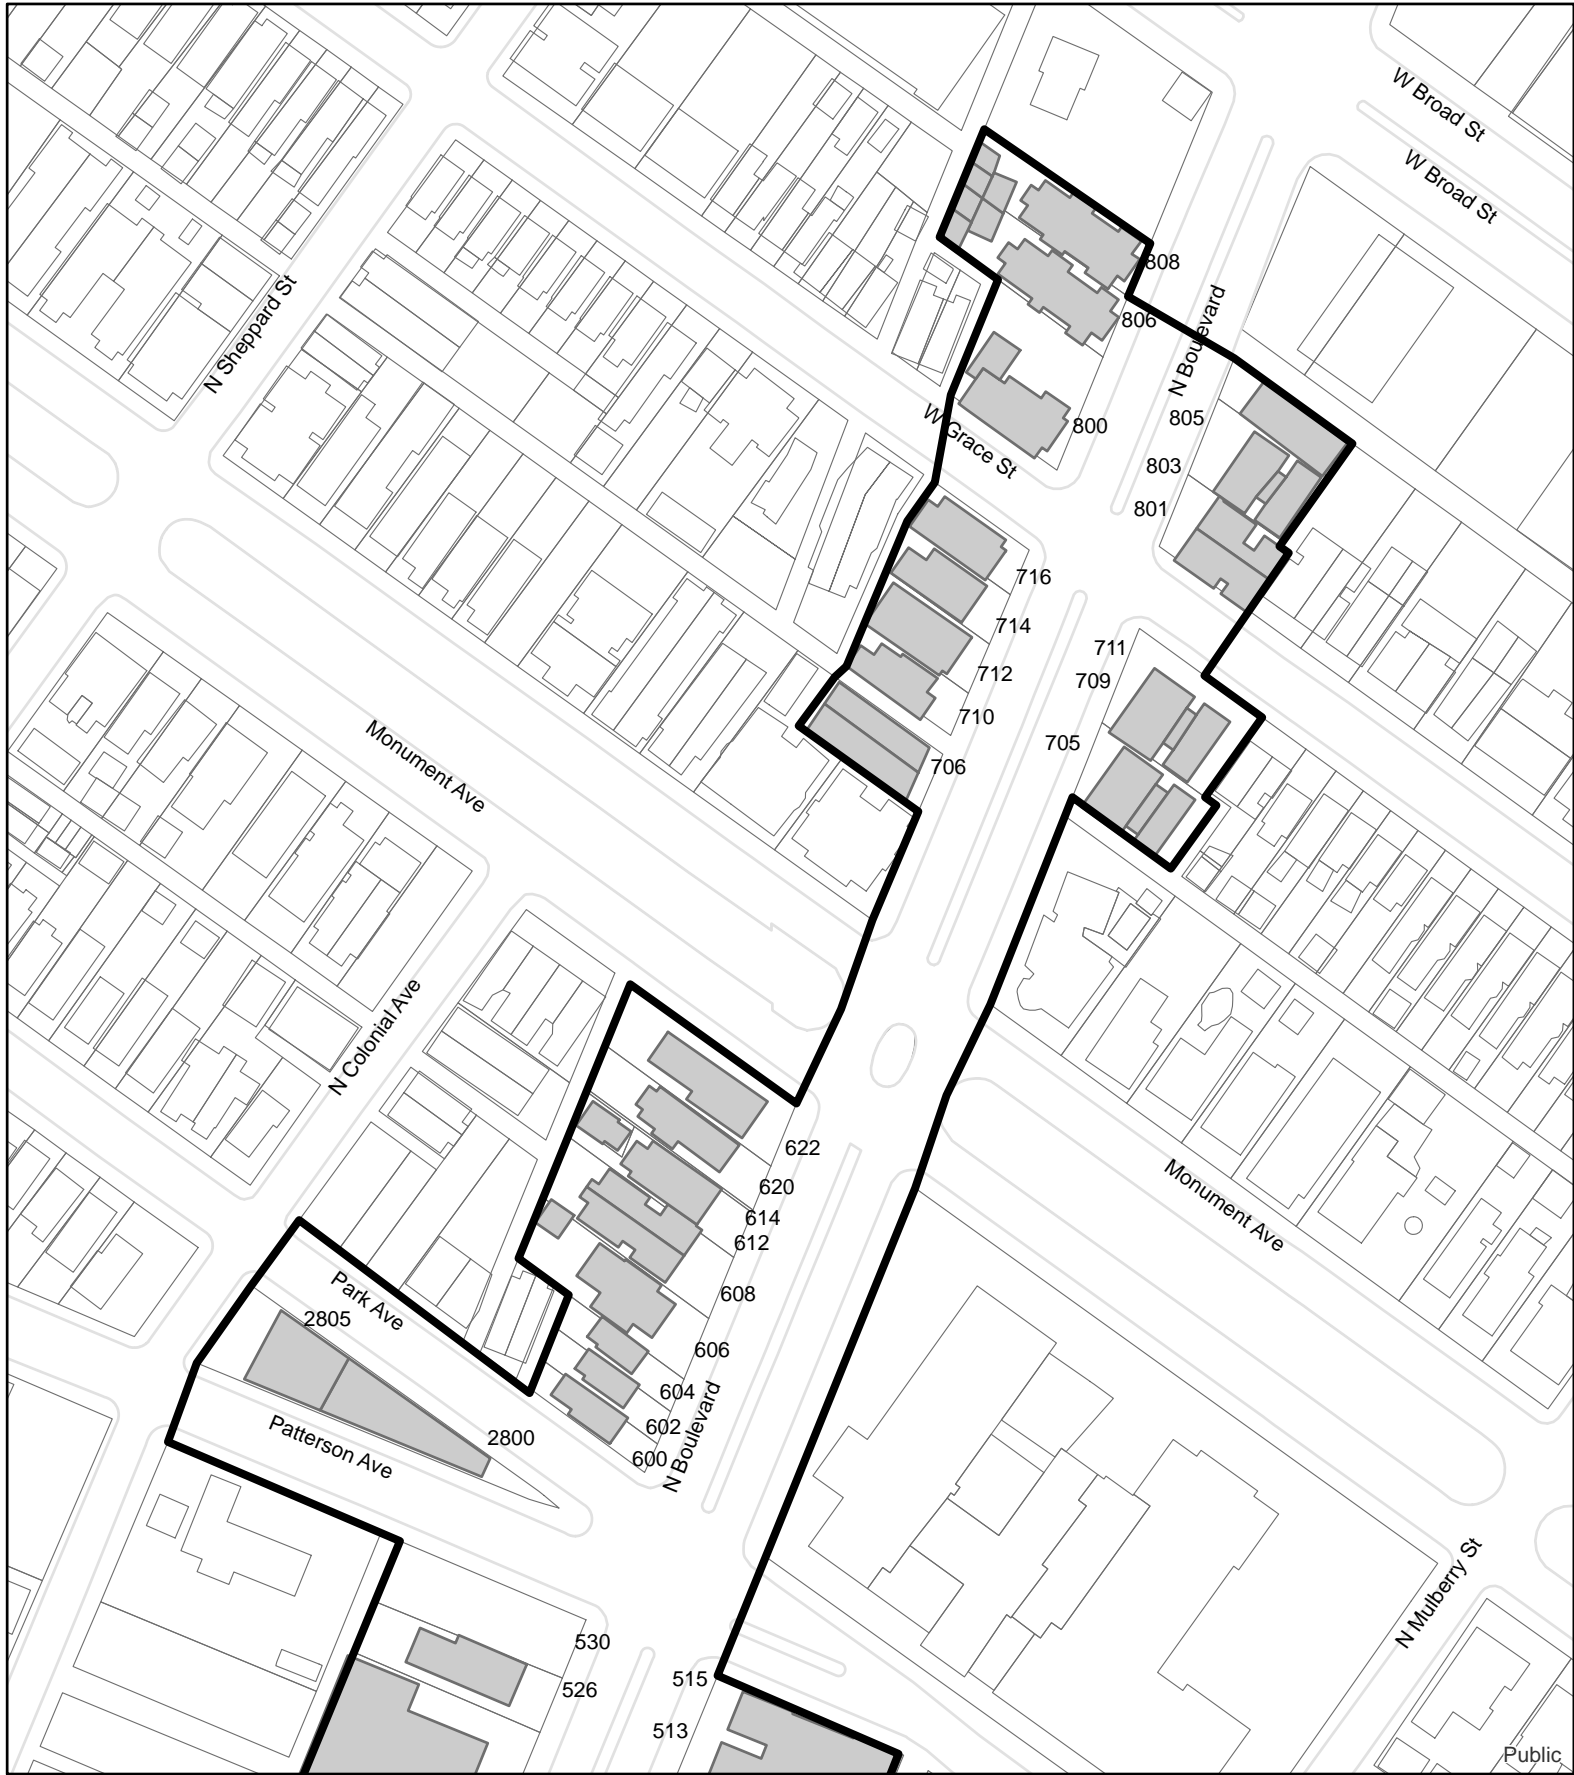 W Broad St
W Broad St
808
N Boulevard
806
N Sheppard St
805
800
W Grace St
803
801
716
714
711
712
709
710
705
Monument Ave
706
N Colonial Ave
622
620
Monument Ave
614
612
608
Park Ave
2805
606
604
N Boulevard
602
2800
600
Patterson Ave
N Mulberry St
530
515
526
513
Public